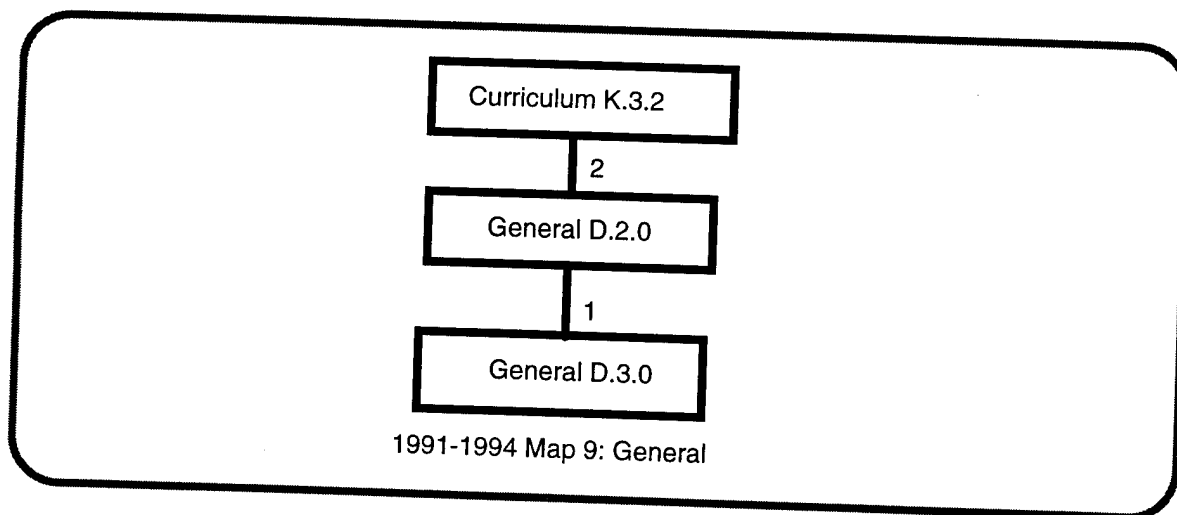 Curriculum K.3.2
2
General D.2.0
1
General D.3.0
1991-1994 Map 9: General